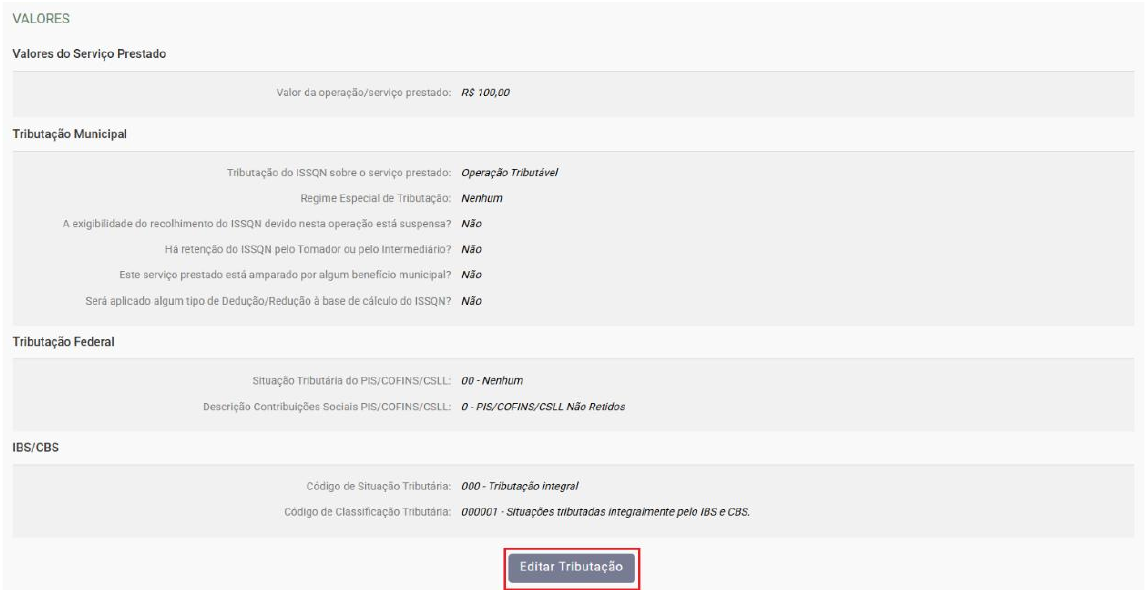 VALORES
Valores do Serviço Prestado
Valor da operação/serviço prestado: R$ 100,00
Tributação Municipal
Tributação do ISSQN sobre o serviço prestado: Operação Tributável
Regime Especial de Tributação: Nenhum
A exigibilidade do recolhimento do ISSQN devido nesta operação está suspensa? Não
Há retenção do ISSQN pelo Tomador ou pelo Intermediário? Não
Este serviço prestado está amparado por algum benefício municipal? Não
Será aplicado algum tipo de Dedução/Redução à base de cálculo do ISSQN? Não
Tributação Federal
Situação Tributária do PIS/COFINS/CSLL: 00 - Nenhum
Descrição Contribuições Sociais PIS/COFINS/CSLL: 0 - PIS/COFINS/CSLL Não Retidos
IBS/CBS
Código de Situação Tributária: 000 - Tributação integral
Código de Classificação Tributária: 000001 - Situações tributadas integralmente pelo IBS e CBS.
Editar Tributação